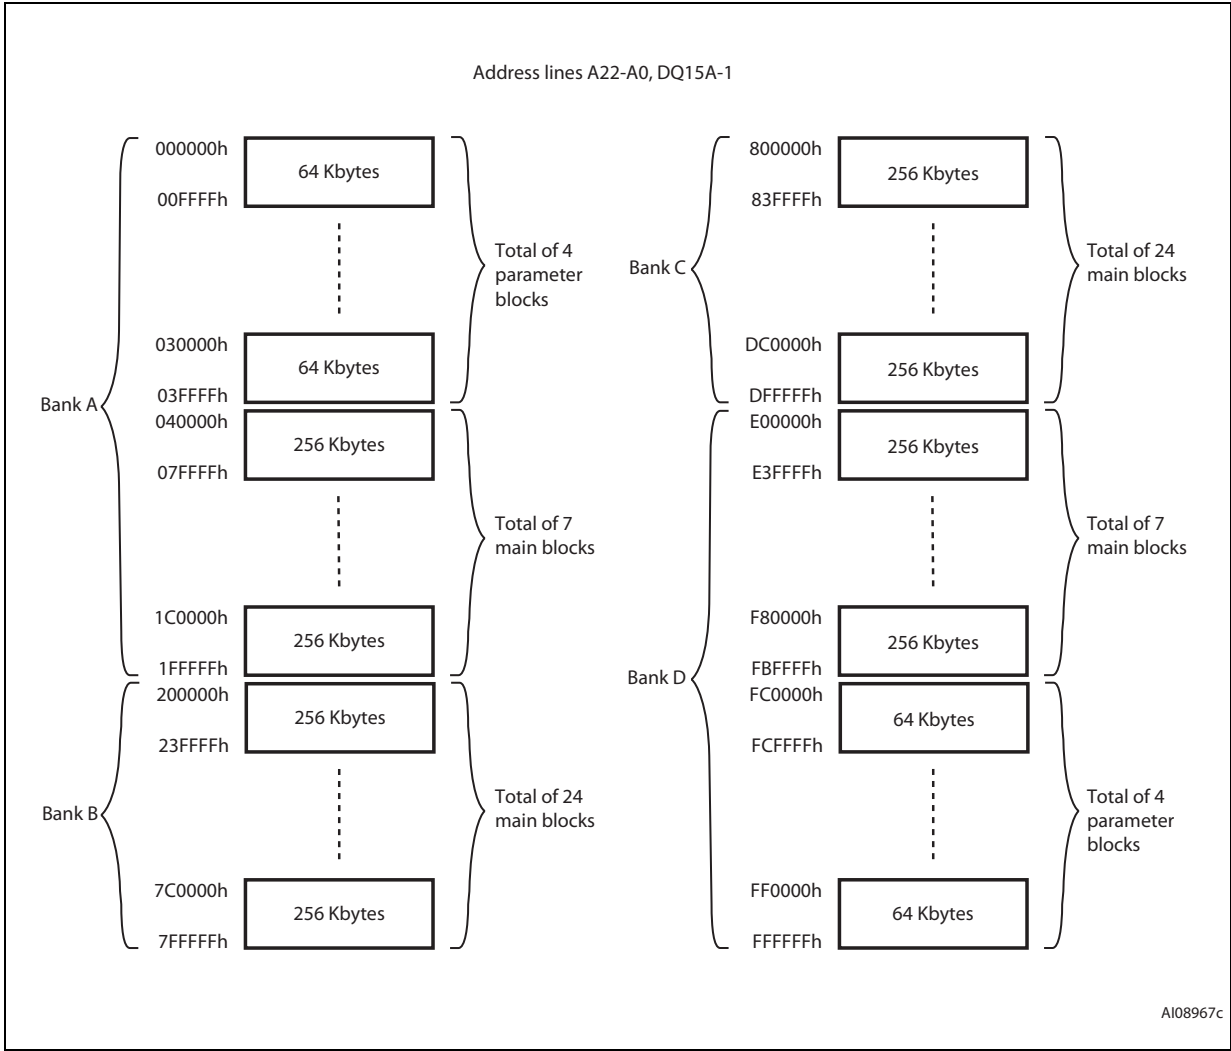 Address lines A22-A0, DQ15A-1
Bank A
000000h
64 Kbytes
00FFFFh
Total of 4
parameter
blocks
030000h
64 Kbytes
03FFFFh
040000h
256 Kbytes
07FFFFh
Total of 7
main blocks
1C0000h
256 Kbytes
1FFFFFh
Bank B
200000h
256 Kbytes
23FFFFh
Total of 24
main blocks
7C0000h
256 Kbytes
7FFFFFh
Bank C
800000h
256 Kbytes
83FFFFh
Total of 24
main blocks
DC0000h
256 Kbytes
DFFFFFh
Bank D
E00000h
256 Kbytes
E3FFFFh
Total of 7
main blocks
F80000h
256 Kbytes
FBFFFFh
FC0000h
64 Kbytes
FCFFFFh
Total of 4
parameter
blocks
FF0000h
64 Kbytes
FFFFFFh
AI08967c